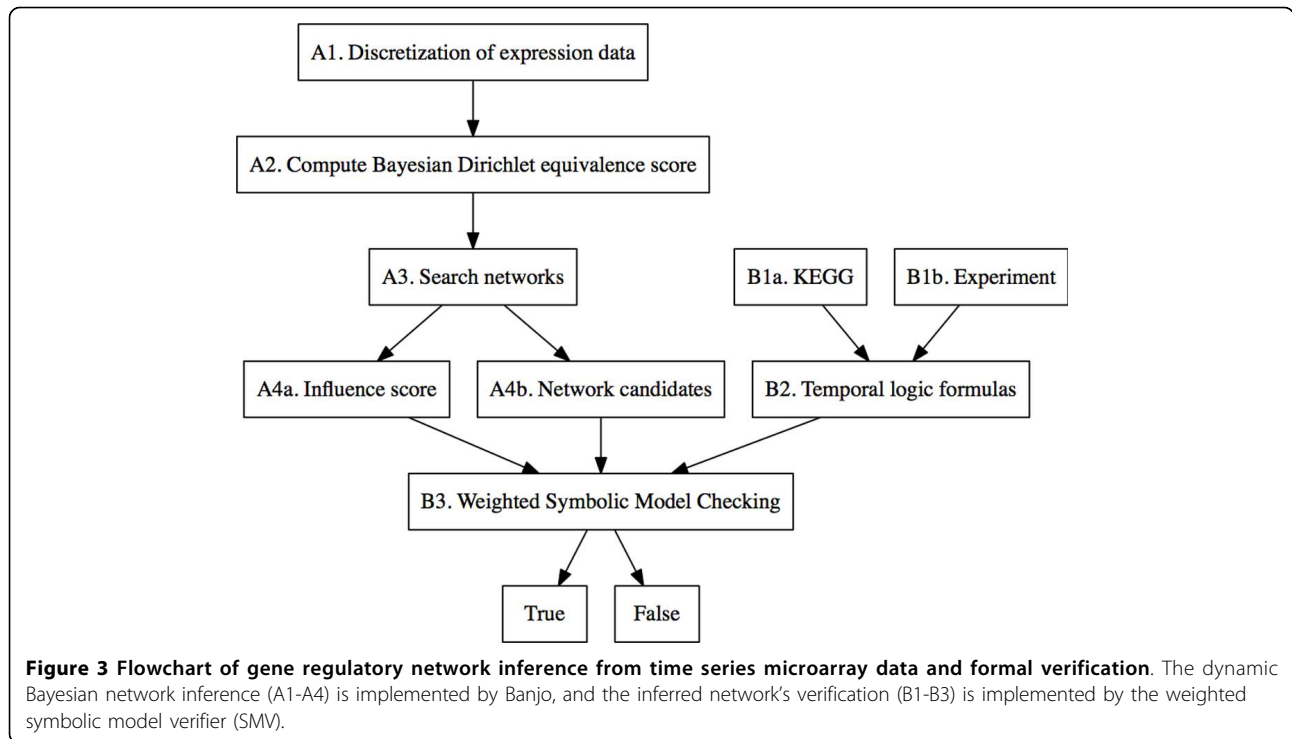 A1. Discretization of expression data
A2. Compute Bayesian Dirichlet equivalence score
A3. Search networks
B1a. KEGG
B1b. Experiment
A4a. Influence score
A4b. Network candidates
B2. Temporal logic formulas
B3. Weighted Symbolic Model Checking
True
False
Figure 3 Flowchart of gene regulatory network inference from time series microarray data and formal verification. The dynamic
Bayesian network inference (A1-A4) is implemented by Banjo, and the inferred network's verification (B1-B3) is implemented by the weighted
symbolic model verifier (SMV).